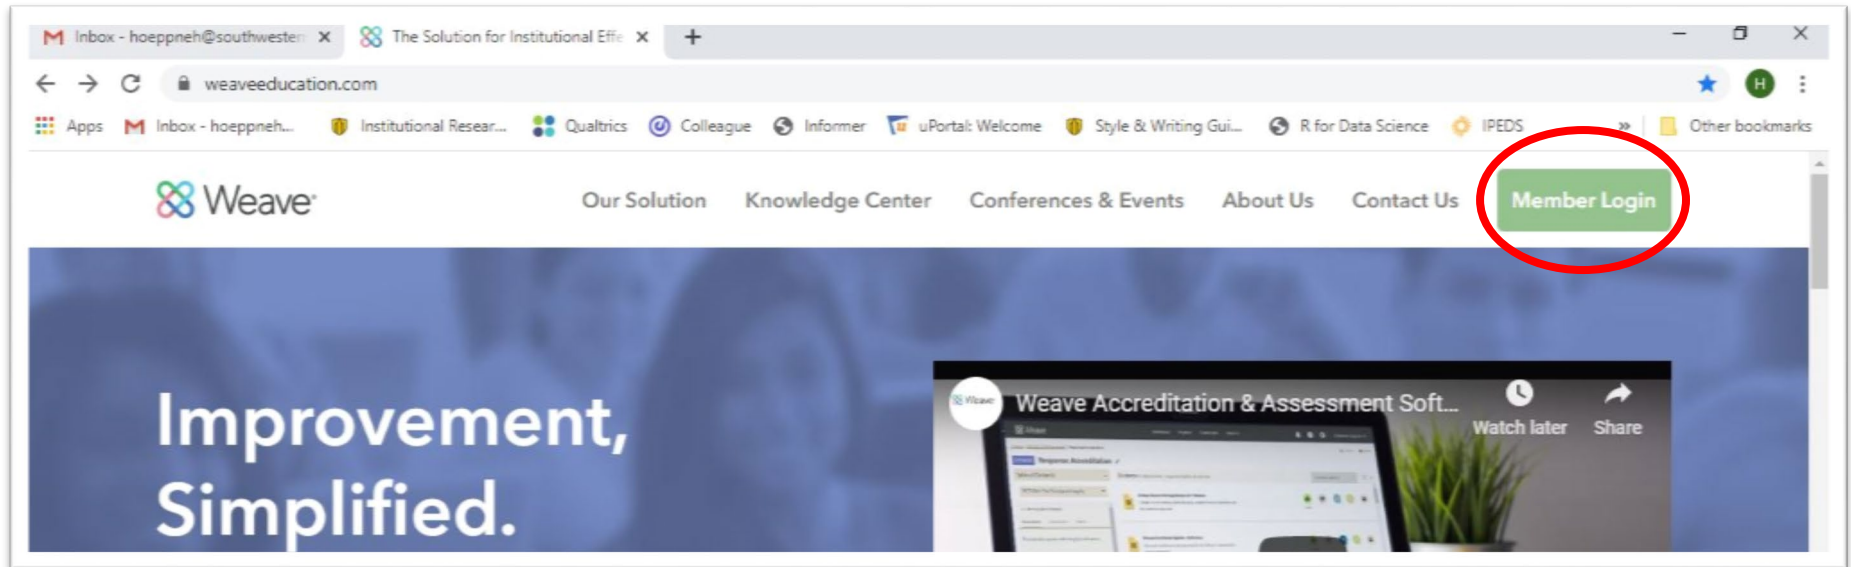 Inbox - hoeppneh@southwestern The Solution for Institutional Effe
weaveeducation.com H
Apps Inbox - hoeppneh... Institutional Resear... Qualtrics Colleague Informer uPortal: Welcome Style & Writing Gui... R for Data Science IPEDS » Other bookmarks
Weave Our Solution Knowledge Center Conferences & Events About Us Contact Us Member Login
Improvement,
Simplified.
Weave Weave Accreditation & Assessment Soft...
Watch later Share